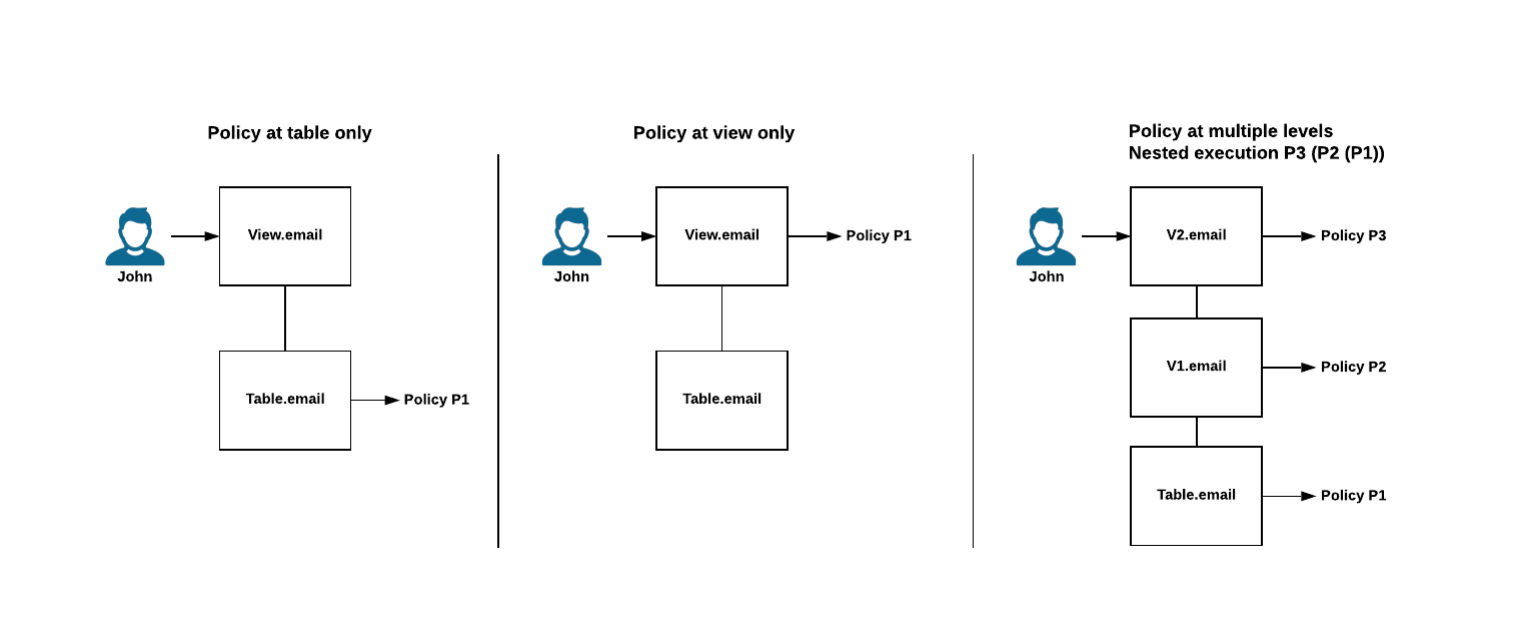 Policy at table only
John
View.email
Table.email
Policy P1
Policy at view only
John
View.email
Policy P1
Table.email
Policy at multiple levels
Nested execution P3 (P2 (P1))
John
V2.email
Policy P3
V1.email
Policy P2
Table.email
Policy P1